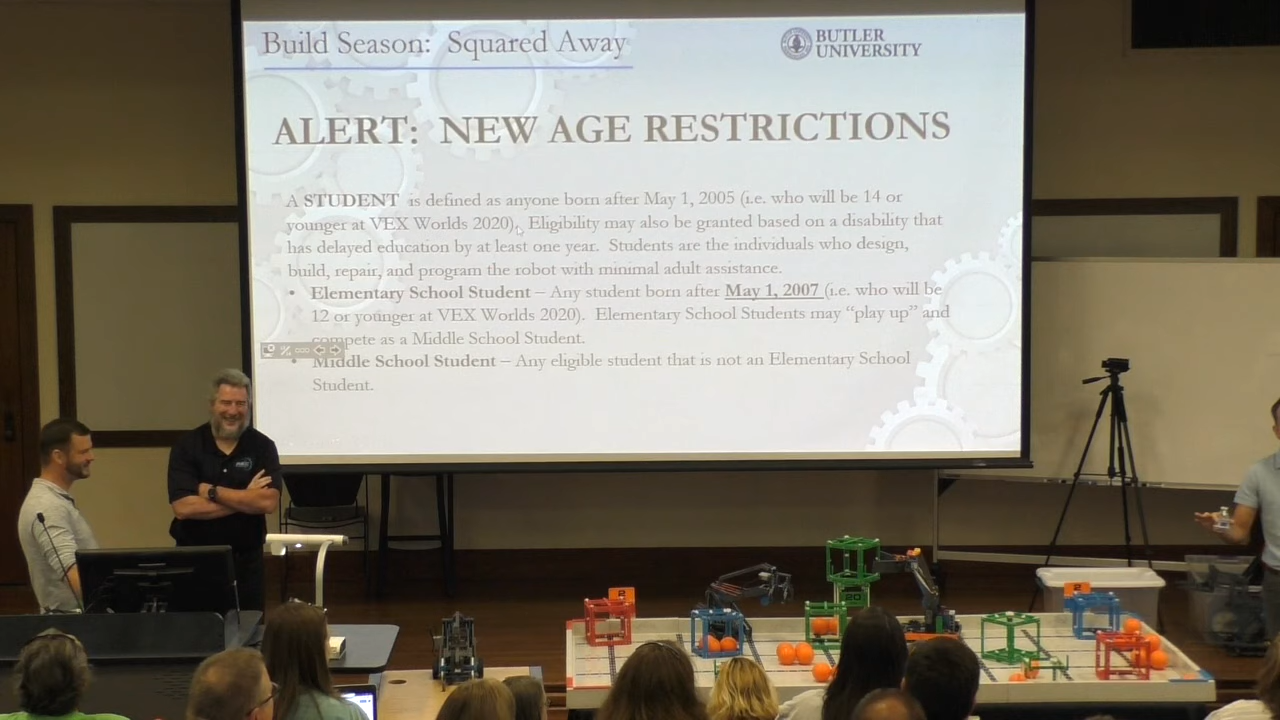 Build Season: Squared Away
BUTLER
UNIVERSITY
ALERT: NEW AGE RESTRICTIONS
A STUDENT is defined as anyone born after May 1, 2005 (i.e. who will be 14 or
younger at VEX Worlds 2020). Eligibility may also be granted based on a disability that
has delayed education by at least one year. Students are the individuals who design,
build, repair, and program the robot with minimal adult assistance.
• Elementary School Student – Any student born after May 1, 2007 (i.e. who will be
12 or younger at VEX Worlds 2020). Elementary School Students may "play up" and
compete as a Middle School Student.
• Middle School Student – Any eligible student that is not an Elementary School
Student.
20
2